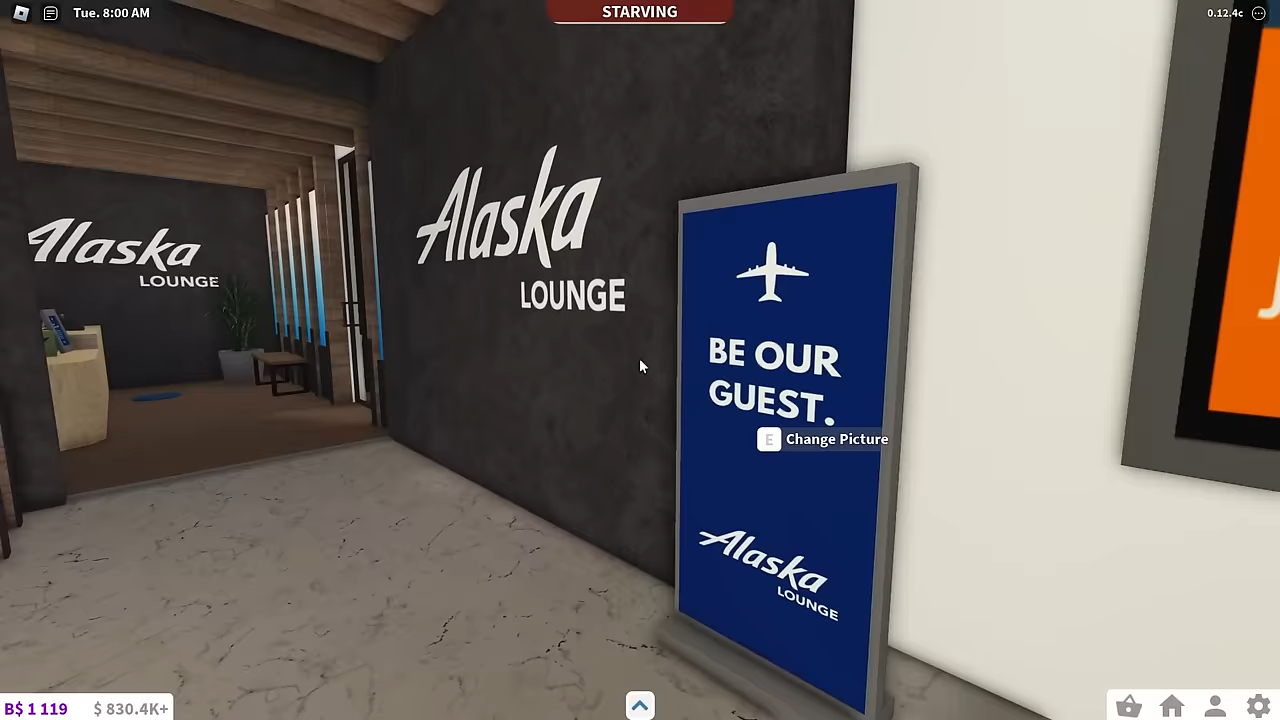 Tue. 8:00 AM
STARVING
0.12.4c
Alaska
LOUNGE
Alaska
LOUNGE
BE OUR
GUEST.
E Change Picture
Alaska
LOUNGE
B$ 1 119
$ 830.4K+